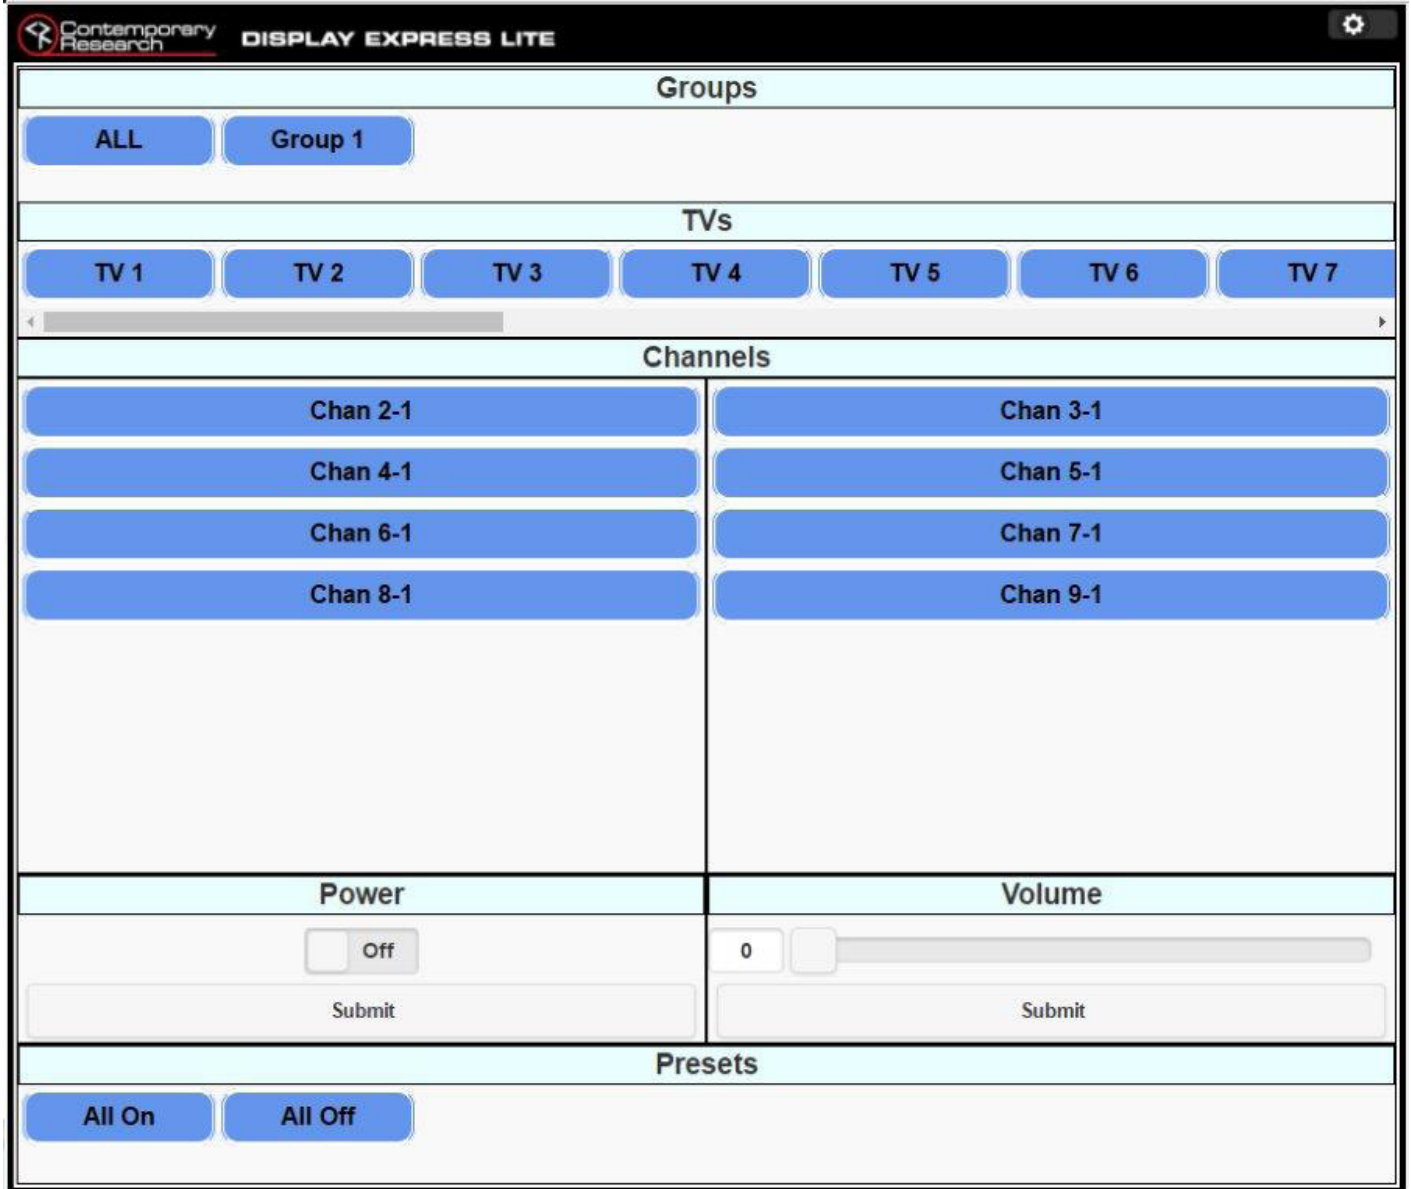 Contemporary
Research
DISPLAY EXPRESS LITE
Groups
ALL Group 1
TVs
TV 1 TV 2 TV 3 TV 4 TV 5 TV 6 TV 7
Channels
Chan 2-1 Chan 3-1
Chan 4-1 Chan 5-1
Chan 6-1 Chan 7-1
Chan 8-1 Chan 9-1
Power Volume
Off 0
Submit Submit
Presets
All On All Off